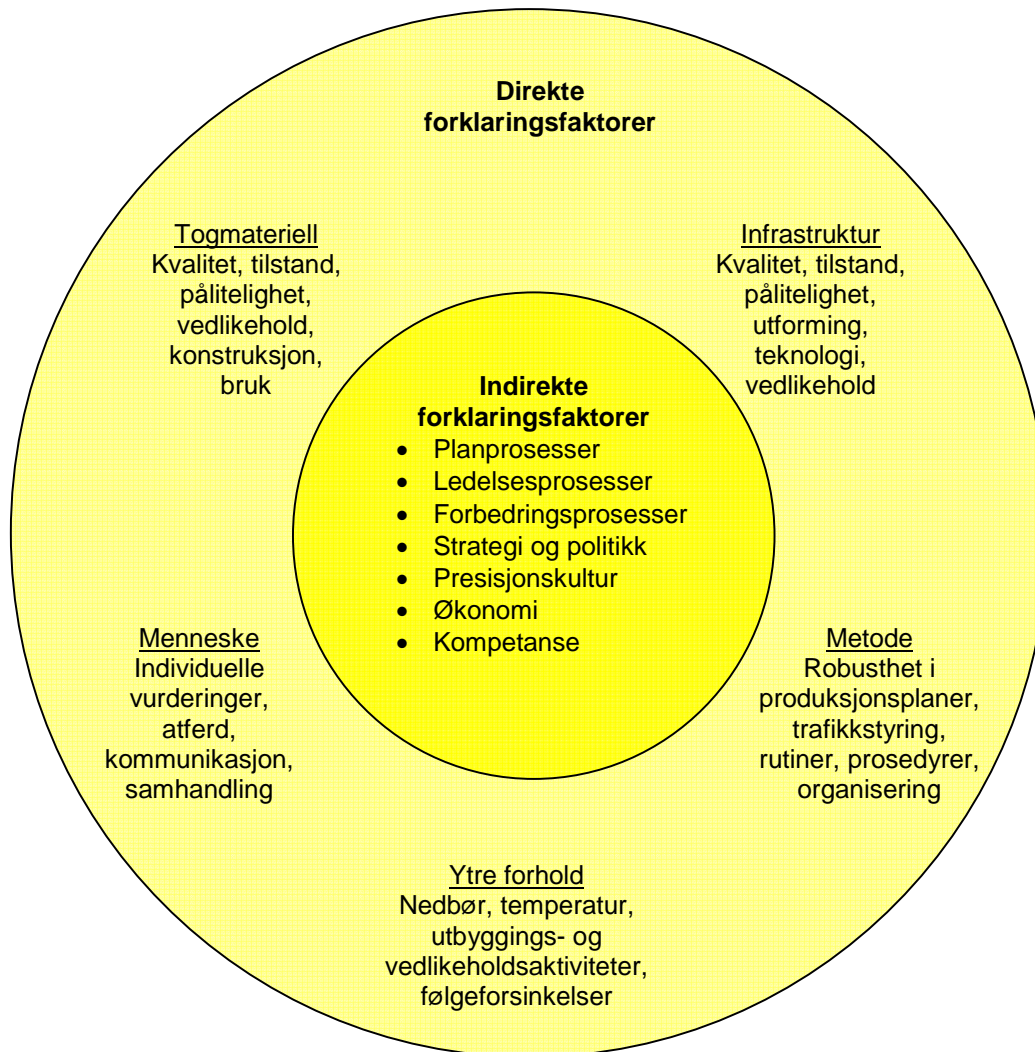 Direkte
forklaringsfaktorer
Togmateriell
Kvalitet, tilstand,
pålitelighet,
vedlikehold,
konstruksjon,
bruk
Infrastruktur
Kvalitet, tilstand,
pålitelighet,
utforming,
teknologi,
vedlikehold
Indirekte
forklaringsfaktorer
• Planprosesser
• Ledelsesprosesser
• Forbedringsprosesser
• Strategi og politikk
• Presisjonskultur
• Økonomi
• Kompetanse
Menneske
Individuelle
vurderinger,
atferd,
kommunikasjon,
samhandling
Metode
Robusthet i
produksjonsplaner,
trafikkstyring,
rutiner, prosedyrer,
organisering
Ytre forhold
Nedbør, temperatur,
utbyggings- og
vedlikeholdsaktiviteter,
følgeforsinkelser